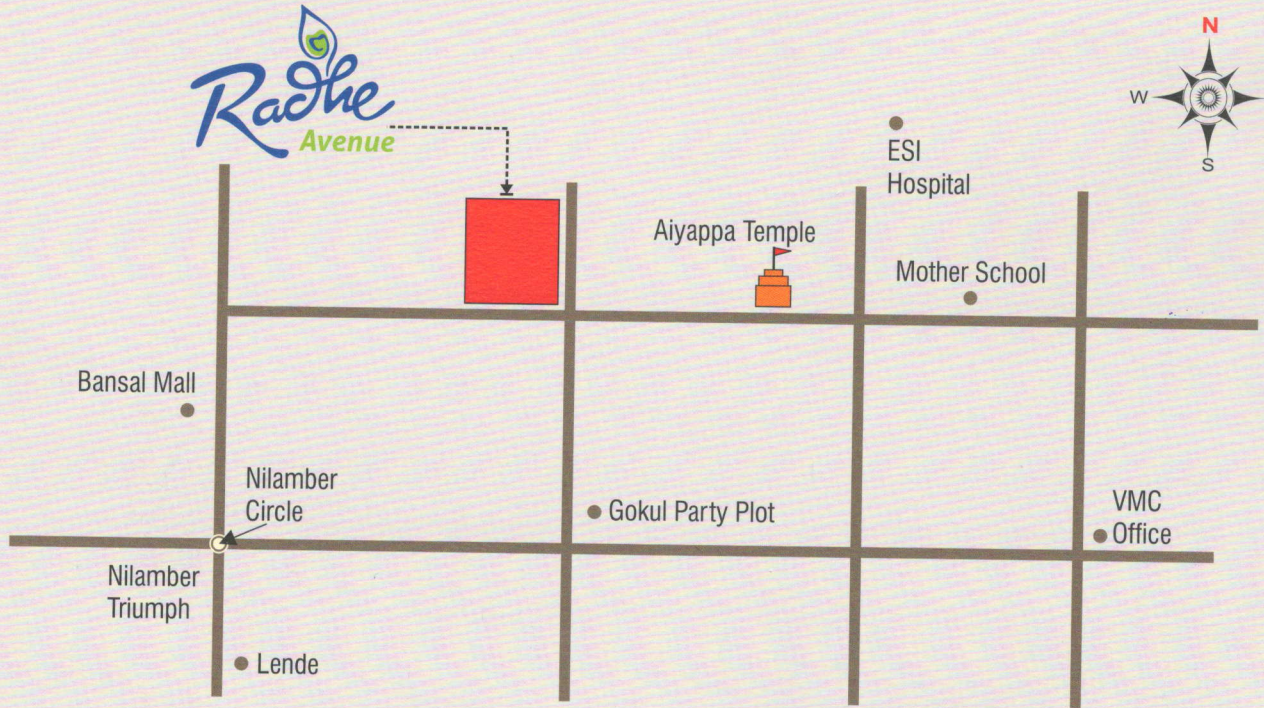 Radhe
Avenue
N
W
S
ESI
Hospital
Aiyappa Temple
Mother School
Bansal Mall
Nilamber
Circle
Gokul Party Plot
VMC
Office
Nilamber
Triumph
Lende